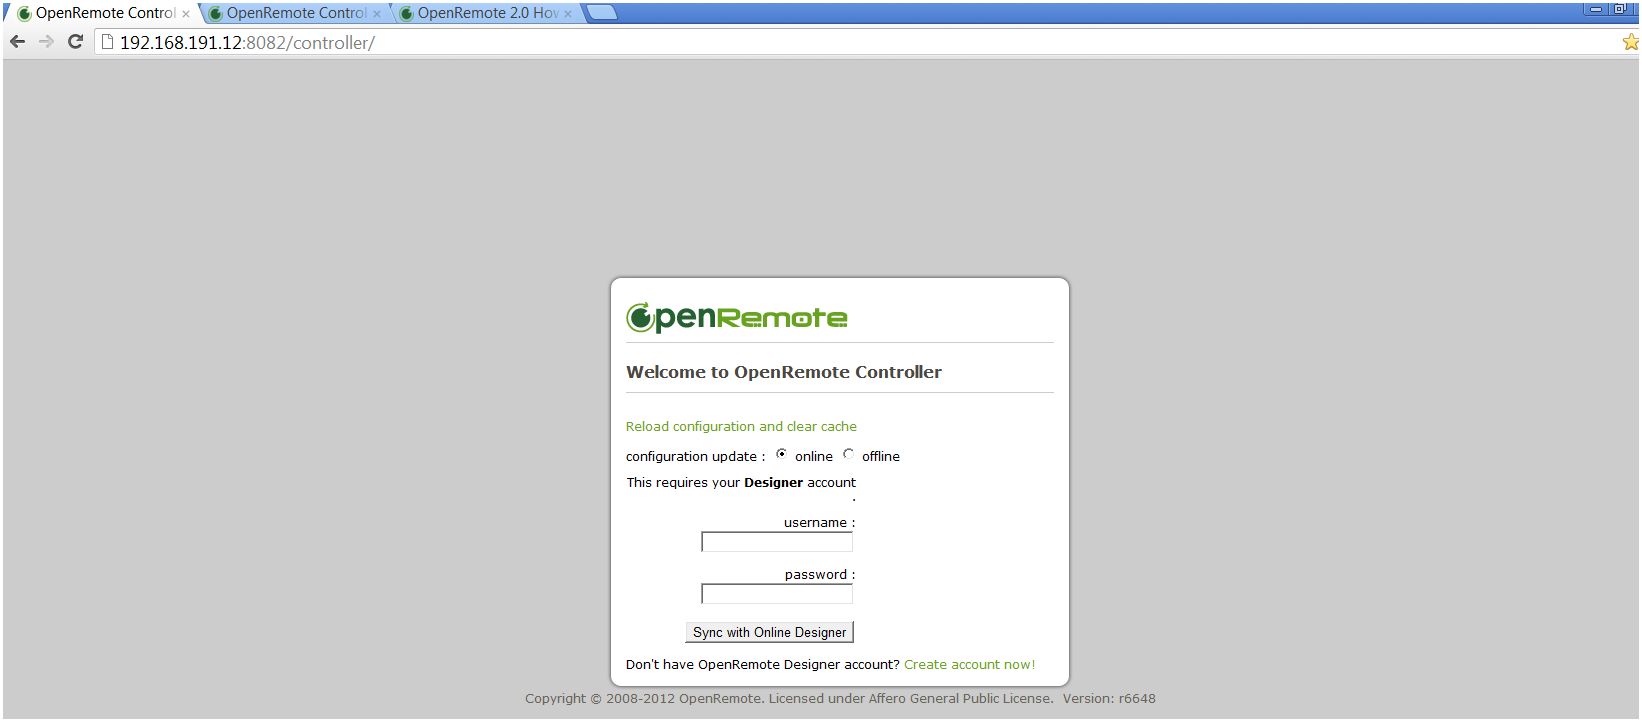 OpenRemote Control × OpenRemote Control × OpenRemote 2.0 How ×
192.168.191.12:8082/controller/
OpenRemote
Welcome to OpenRemote Controller
Reload configuration and clear cache
configuration update : online offline
This requires your Designer account
.
username :
password :
Sync with Online Designer
Don't have OpenRemote Designer account? Create account now!
Copyright © 2008-2012 OpenRemote. Licensed under Affero General Public License. Version: r6648